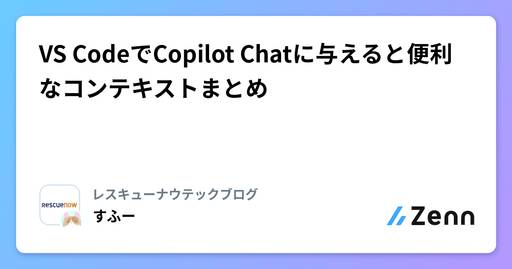 VS CodeでCopilot Chatに与えると便利
なコンテキストまとめ
rescuenow
レスキューナウテックブログ
すふー
Zenn